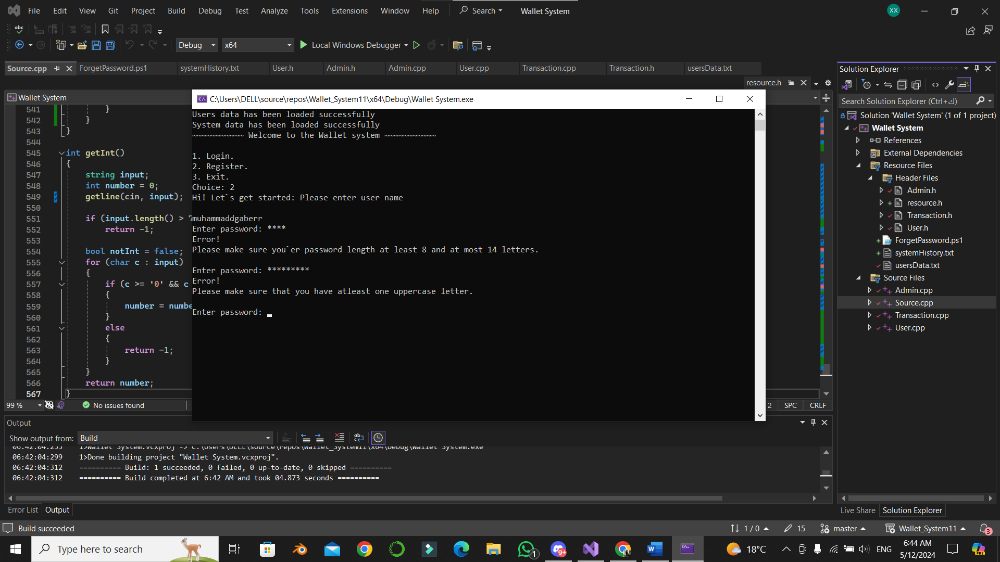 File Edit View Git Project Build Debug Test Analyze Tools Extensions Window Help Search Wallet System XX
Debug x64 Local Windows Debugger
Source.cpp ForgetPassword.ps1 systemHistory.txt User.h Admin.h Admin.cpp User.cpp Transaction.cpp Transaction.h usersData.txt
resource.h
Wallet System
541 }
542 }
543 }
544
545 int getInt()
546 {
547 string input;
548 int number = 0;
549 getline(cin, input);
550
551 if (input.length() > 
552 return -1;
553
554 bool notInt = false;
555 for (char c : input)
556 {
557 if (c >= '0' && c
558 {
559 number = numbe
560 }
561 else
562 {
563 return -1;
564 }
565 }
566 return number;
567 }
99 % No issues found
2 SPC CRLF
C:\Users\DELL\source\repos\Wallet_System11\x64\Debug\Wallet System.exe
Users data has been loaded successfully
System data has been loaded successfully
~~~~~~~~~~~ Welcome to the Wallet system ~~~~~~~~~~~
1. Login.
2. Register.
3. Exit.
Choice: 2
Hi! Let`s get started: Please enter user name
muhammaddgaberr
Enter password: ****
Error!
Please make sure you`er password length at least 8 and at most 14 letters.
Enter password: *********
Error!
Please make sure that you have atleast one uppercase letter.
Enter password:
Output
Show output from: Build
06:42:04:255 1>Wallet System.vcxproj -> C:\Users\DELL\source\repos\Wallet_System11\x64\Debug\Wallet System.exe
06:42:04:299 1>Done building project "Wallet System.vcxproj".
06:42:04:312 ========== Build: 1 succeeded, 0 failed, 0 up-to-date, 0 skipped ==========
06:42:04:312 ========== Build completed at 6:42 AM and took 04.873 seconds ==========
Error List Output
Solution Explorer
Search Solution Explorer (Ctrl+ك)
Solution 'Wallet System' (1 of 1 project)
Wallet System
References
External Dependencies
Resource Files
Header Files
Admin.h
resource.h
Transaction.h
User.h
ForgetPassword.ps1
systemHistory.txt
usersData.txt
Source Files
Admin.cpp
Source.cpp
Transaction.cpp
User.cpp
Live Share Solution Explorer
Build succeeded
1 / 0 15 master Wallet_System11 3
Type here to search
1
9+
18°C
ENG
6:44 AM
5/12/2024
PRE